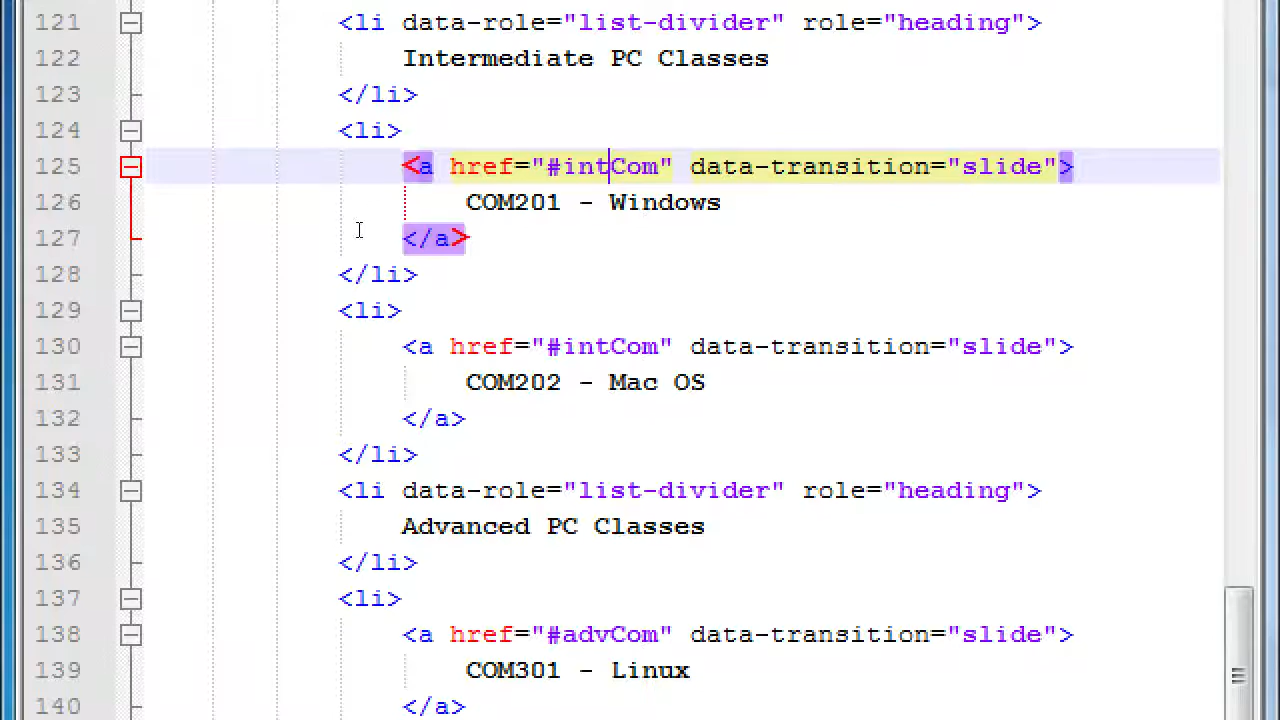 121 <li data-role="list-divider" role="heading">
122 Intermediate PC Classes
123 </li>
124 <li>
125 <a href="#intCom" data-transition="slide">
126 COM201 - Windows
127 </a>
128 </li>
129 <li>
130 <a href="#intCom" data-transition="slide">
131 COM202 - Mac OS
132 </a>
133 </li>
134 <li data-role="list-divider" role="heading">
135 Advanced PC Classes
136 </li>
137 <li>
138 <a href="#advCom" data-transition="slide">
139 COM301 - Linux
140 </a>